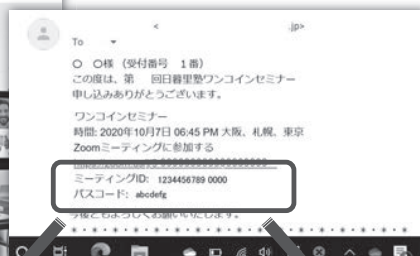 < .jp>
To
○ ○様 (受付番号 1番)
この度は、第 回日暮里塾ワンコインセミナー
申し込みありがとうございます。
ワンコインセミナー
時間: 2020年10月7日 06:45 PM 大阪、札幌、東京
Zoomミーティングに参加する
ミーティングID: 1234456789 0000
パスコード: abcdefg
今後ともよろしくお願いいたします。
*・*・*・*・*・*・*・*・*・*・*・*・*・*・*